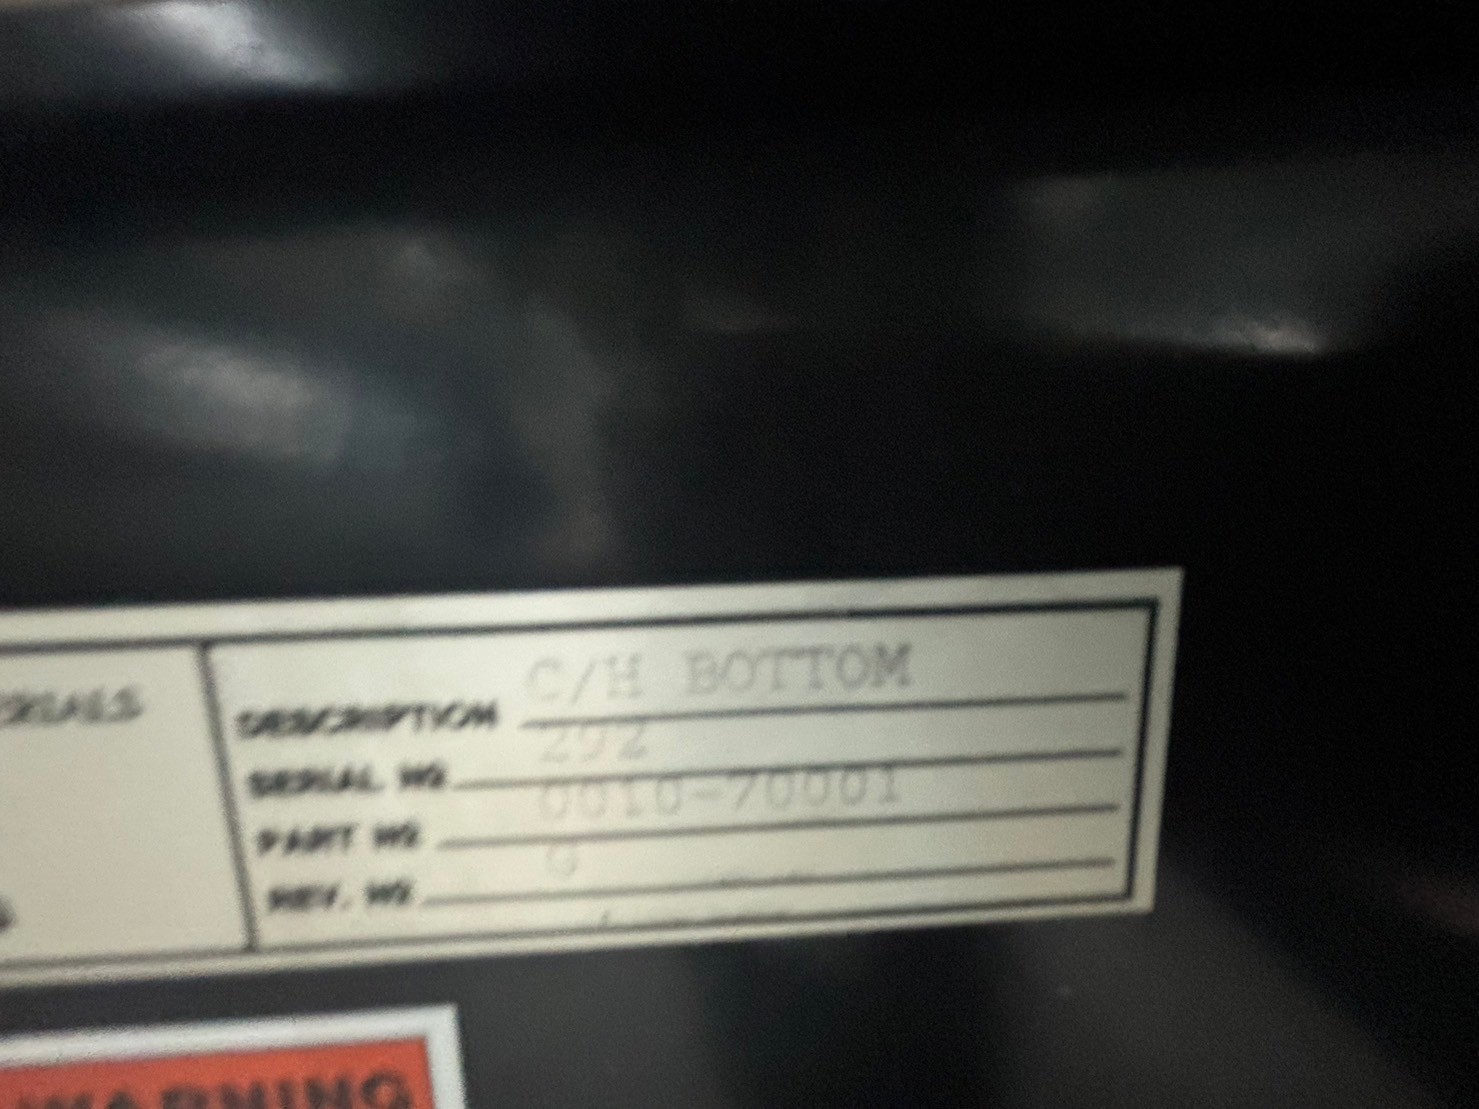 C/H BOTTOM
DESCRIPTION
292
SERIAL NO
0010-70001
PART NO
REV. NO
WARNING